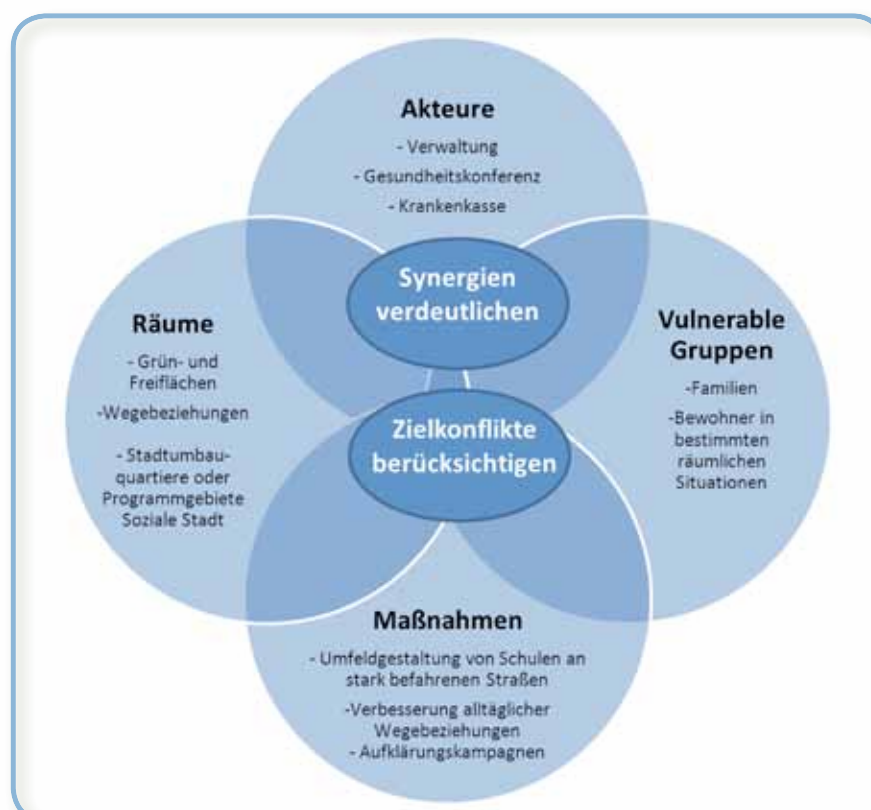 Akteure
- Verwaltung
- Gesundheitskonferenz
- Krankenkasse
Synergien
verdeutlichen
Räume
- Grün- und
Freiflächen
-Wegebeziehungen
- Stadtumbau-
quartiere oder
Programmgebiete
Soziale Stadt
Vulnerable
Gruppen
-Familien
-Bewohner in
bestimmten
räumlichen
Situationen
Zielkonflikte
berücksichtigen
Maßnahmen
- Umfeldgestaltung von Schulen an
stark befahrenen Straßen
-Verbesserung alltäglicher
Wegebeziehungen
- Aufklärungskampagnen